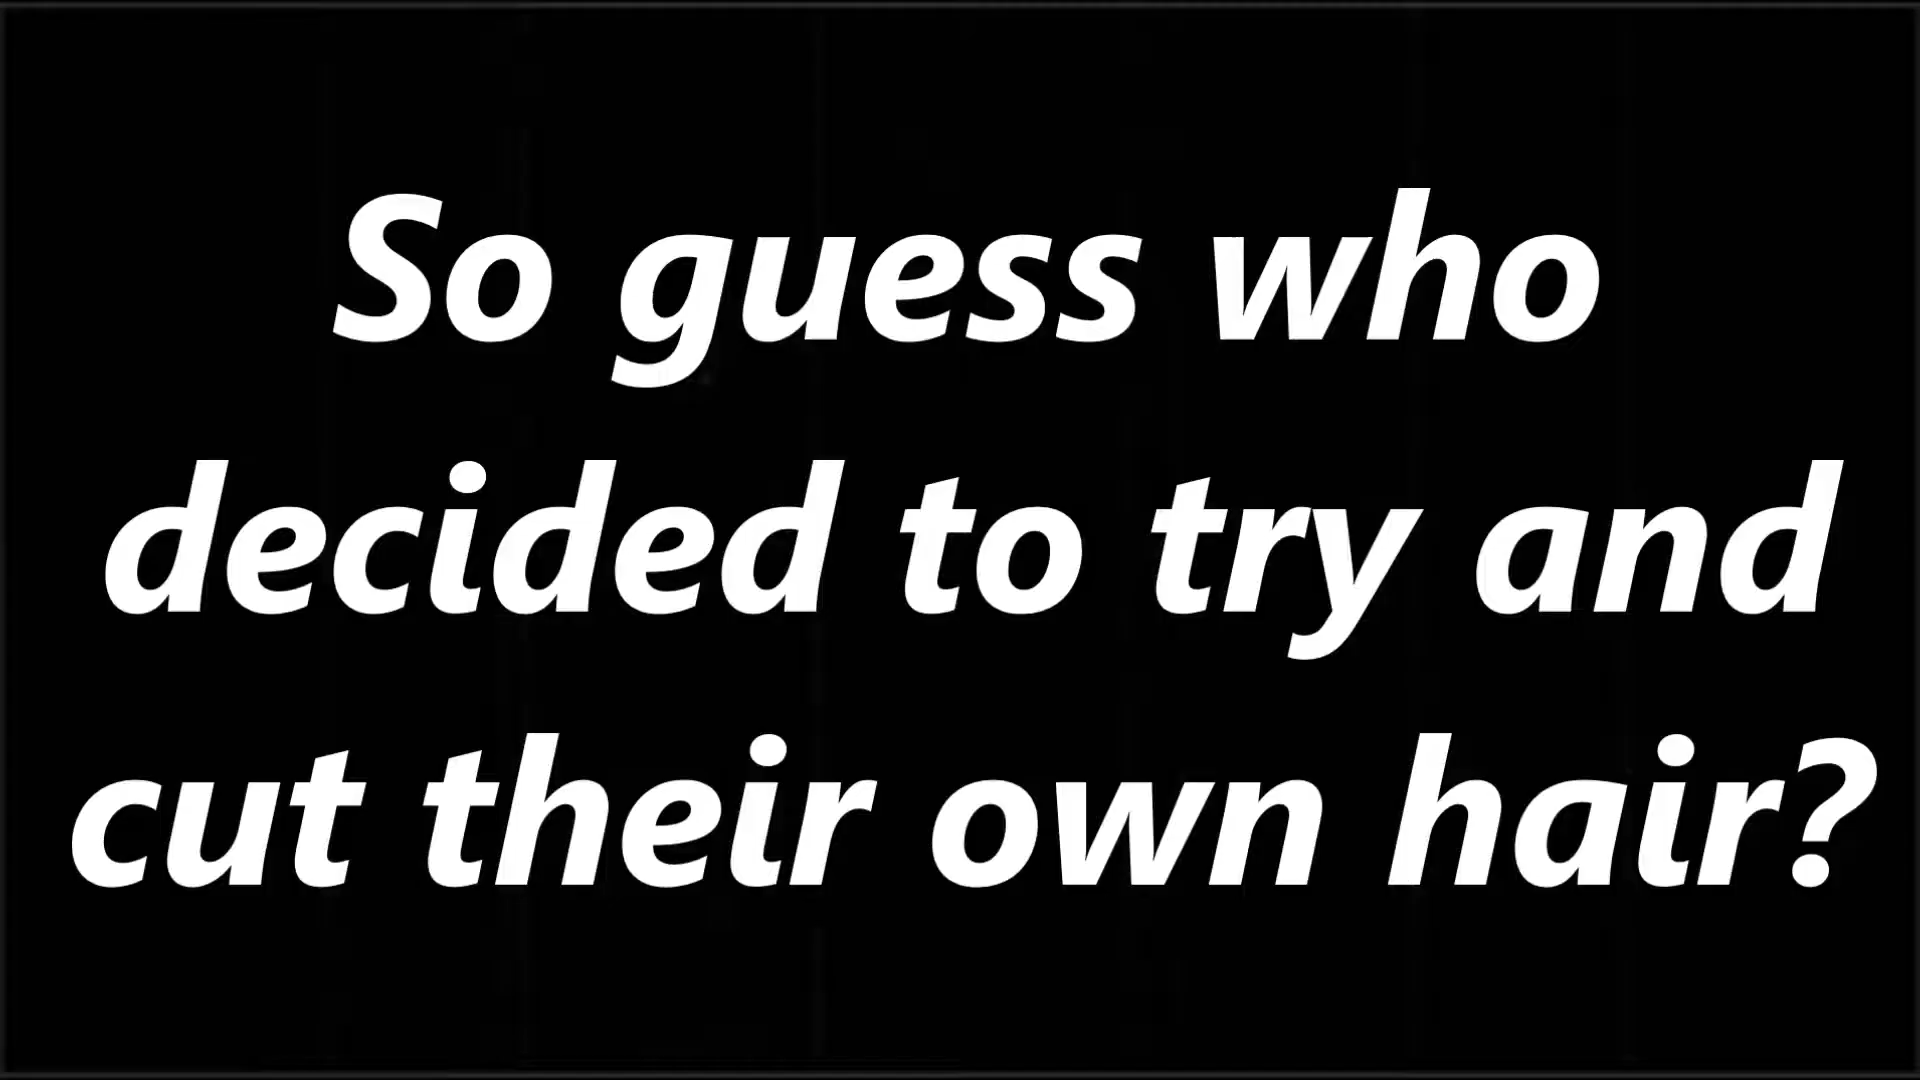 So guess who
decided to try and
cut their own hair?